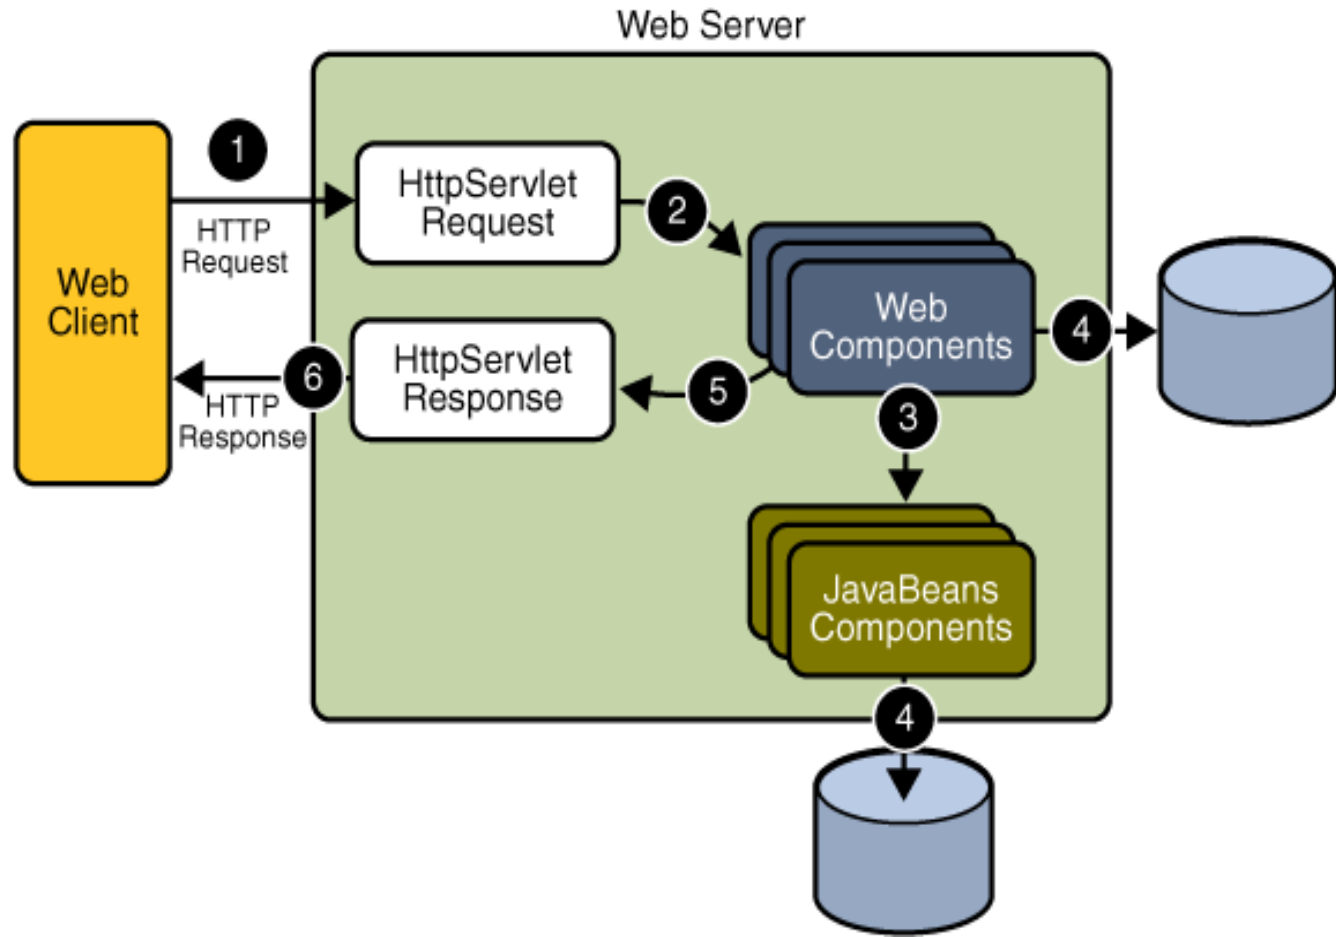 Web Server
1
HttpServlet
Request
2
HTTP
Request
Web
Client
Web
Components
4
HttpServlet
Response
5
6
HTTP
Response
3
JavaBeans
Components
4